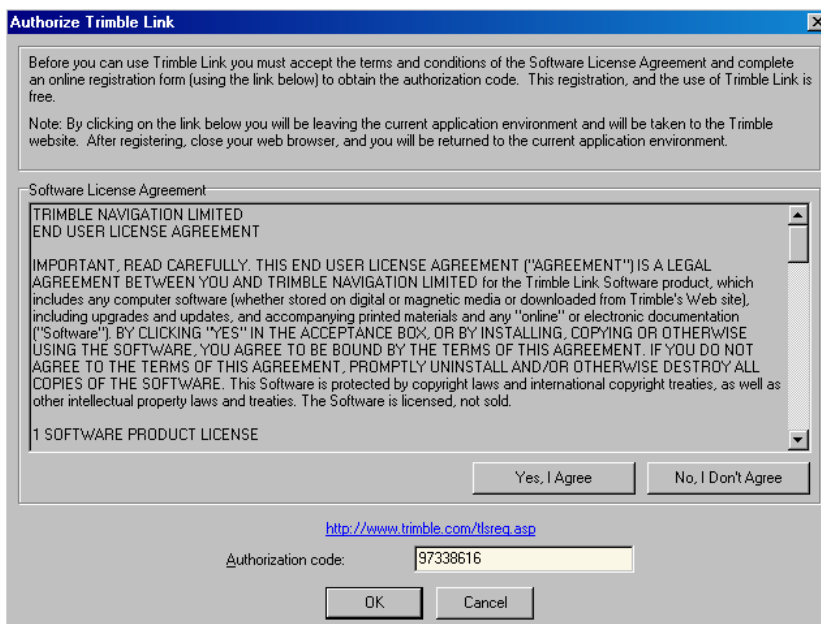 Authorize Trimble Link
Before you can use Trimble Link you must accept the terms and conditions of the Software License Agreement and complete
an online registration form (using the link below) to obtain the authorization code. This registration, and the use of Trimble Link is
free.
Note: By clicking on the link below you will be leaving the current application environment and will be taken to the Trimble
website. After registering, close your web browser, and you will be returned to the current application environment.
Software License Agreement
TRIMBLE NAVIGATION LIMITED
END USER LICENSE AGREEMENT
IMPORTANT, READ CAREFULLY. THIS END USER LICENSE AGREEMENT ("AGREEMENT") IS A LEGAL
AGREEMENT BETWEEN YOU AND TRIMBLE NAVIGATION LIMITED for the Trimble Link Software product, which
includes any computer software (whether stored on digital or magnetic media or downloaded from Trimble's Web site),
including upgrades and updates, and accompanying printed materials and any "online" or electronic documentation
("Software"). BY CLICKING "YES" IN THE ACCEPTANCE BOX, OR BY INSTALLING, COPYING OR OTHERWISE
USING THE SOFTWARE, YOU AGREE TO BE BOUND BY THE TERMS OF THIS AGREEMENT. IF YOU DO NOT
AGREE TO THE TERMS OF THIS AGREEMENT, PROMPTLY UNINSTALL AND/OR OTHERWISE DESTROY ALL
COPIES OF THE SOFTWARE. This Software is protected by copyright laws and international copyright treaties, as well as
other intellectual property laws and treaties. The Software is licensed, not sold.
1 SOFTWARE PRODUCT LICENSE
Yes, I Agree
No, I Don't Agree
http://www.trimble.com/tlsreg.asp
Authorization code:
97338616
OK
Cancel